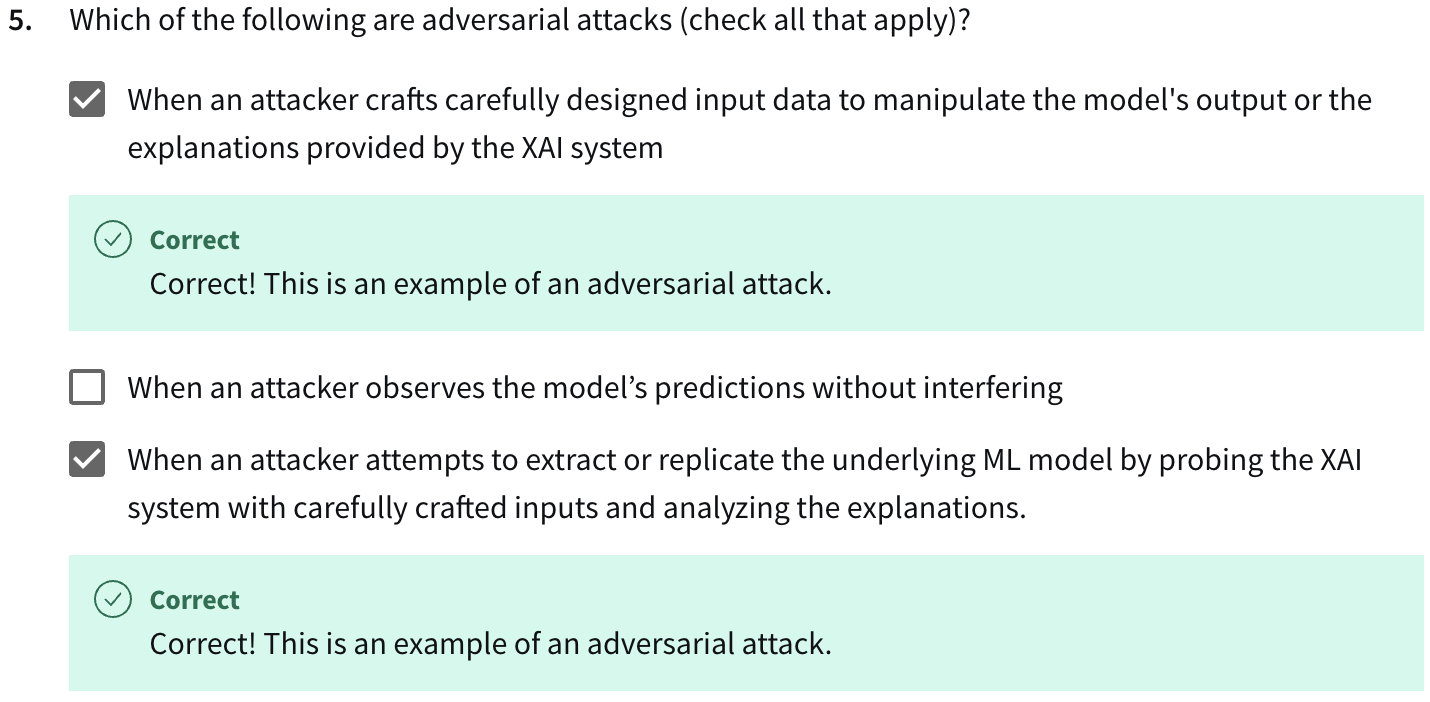 5. Which of the following are adversarial attacks (check all that apply)?
When an attacker crafts carefully designed input data to manipulate the model's output or the
explanations provided by the XAI system
Correct
Correct! This is an example of an adversarial attack.
When an attacker observes the model’s predictions without interfering
When an attacker attempts to extract or replicate the underlying ML model by probing the XAI
system with carefully crafted inputs and analyzing the explanations.
Correct
Correct! This is an example of an adversarial attack.